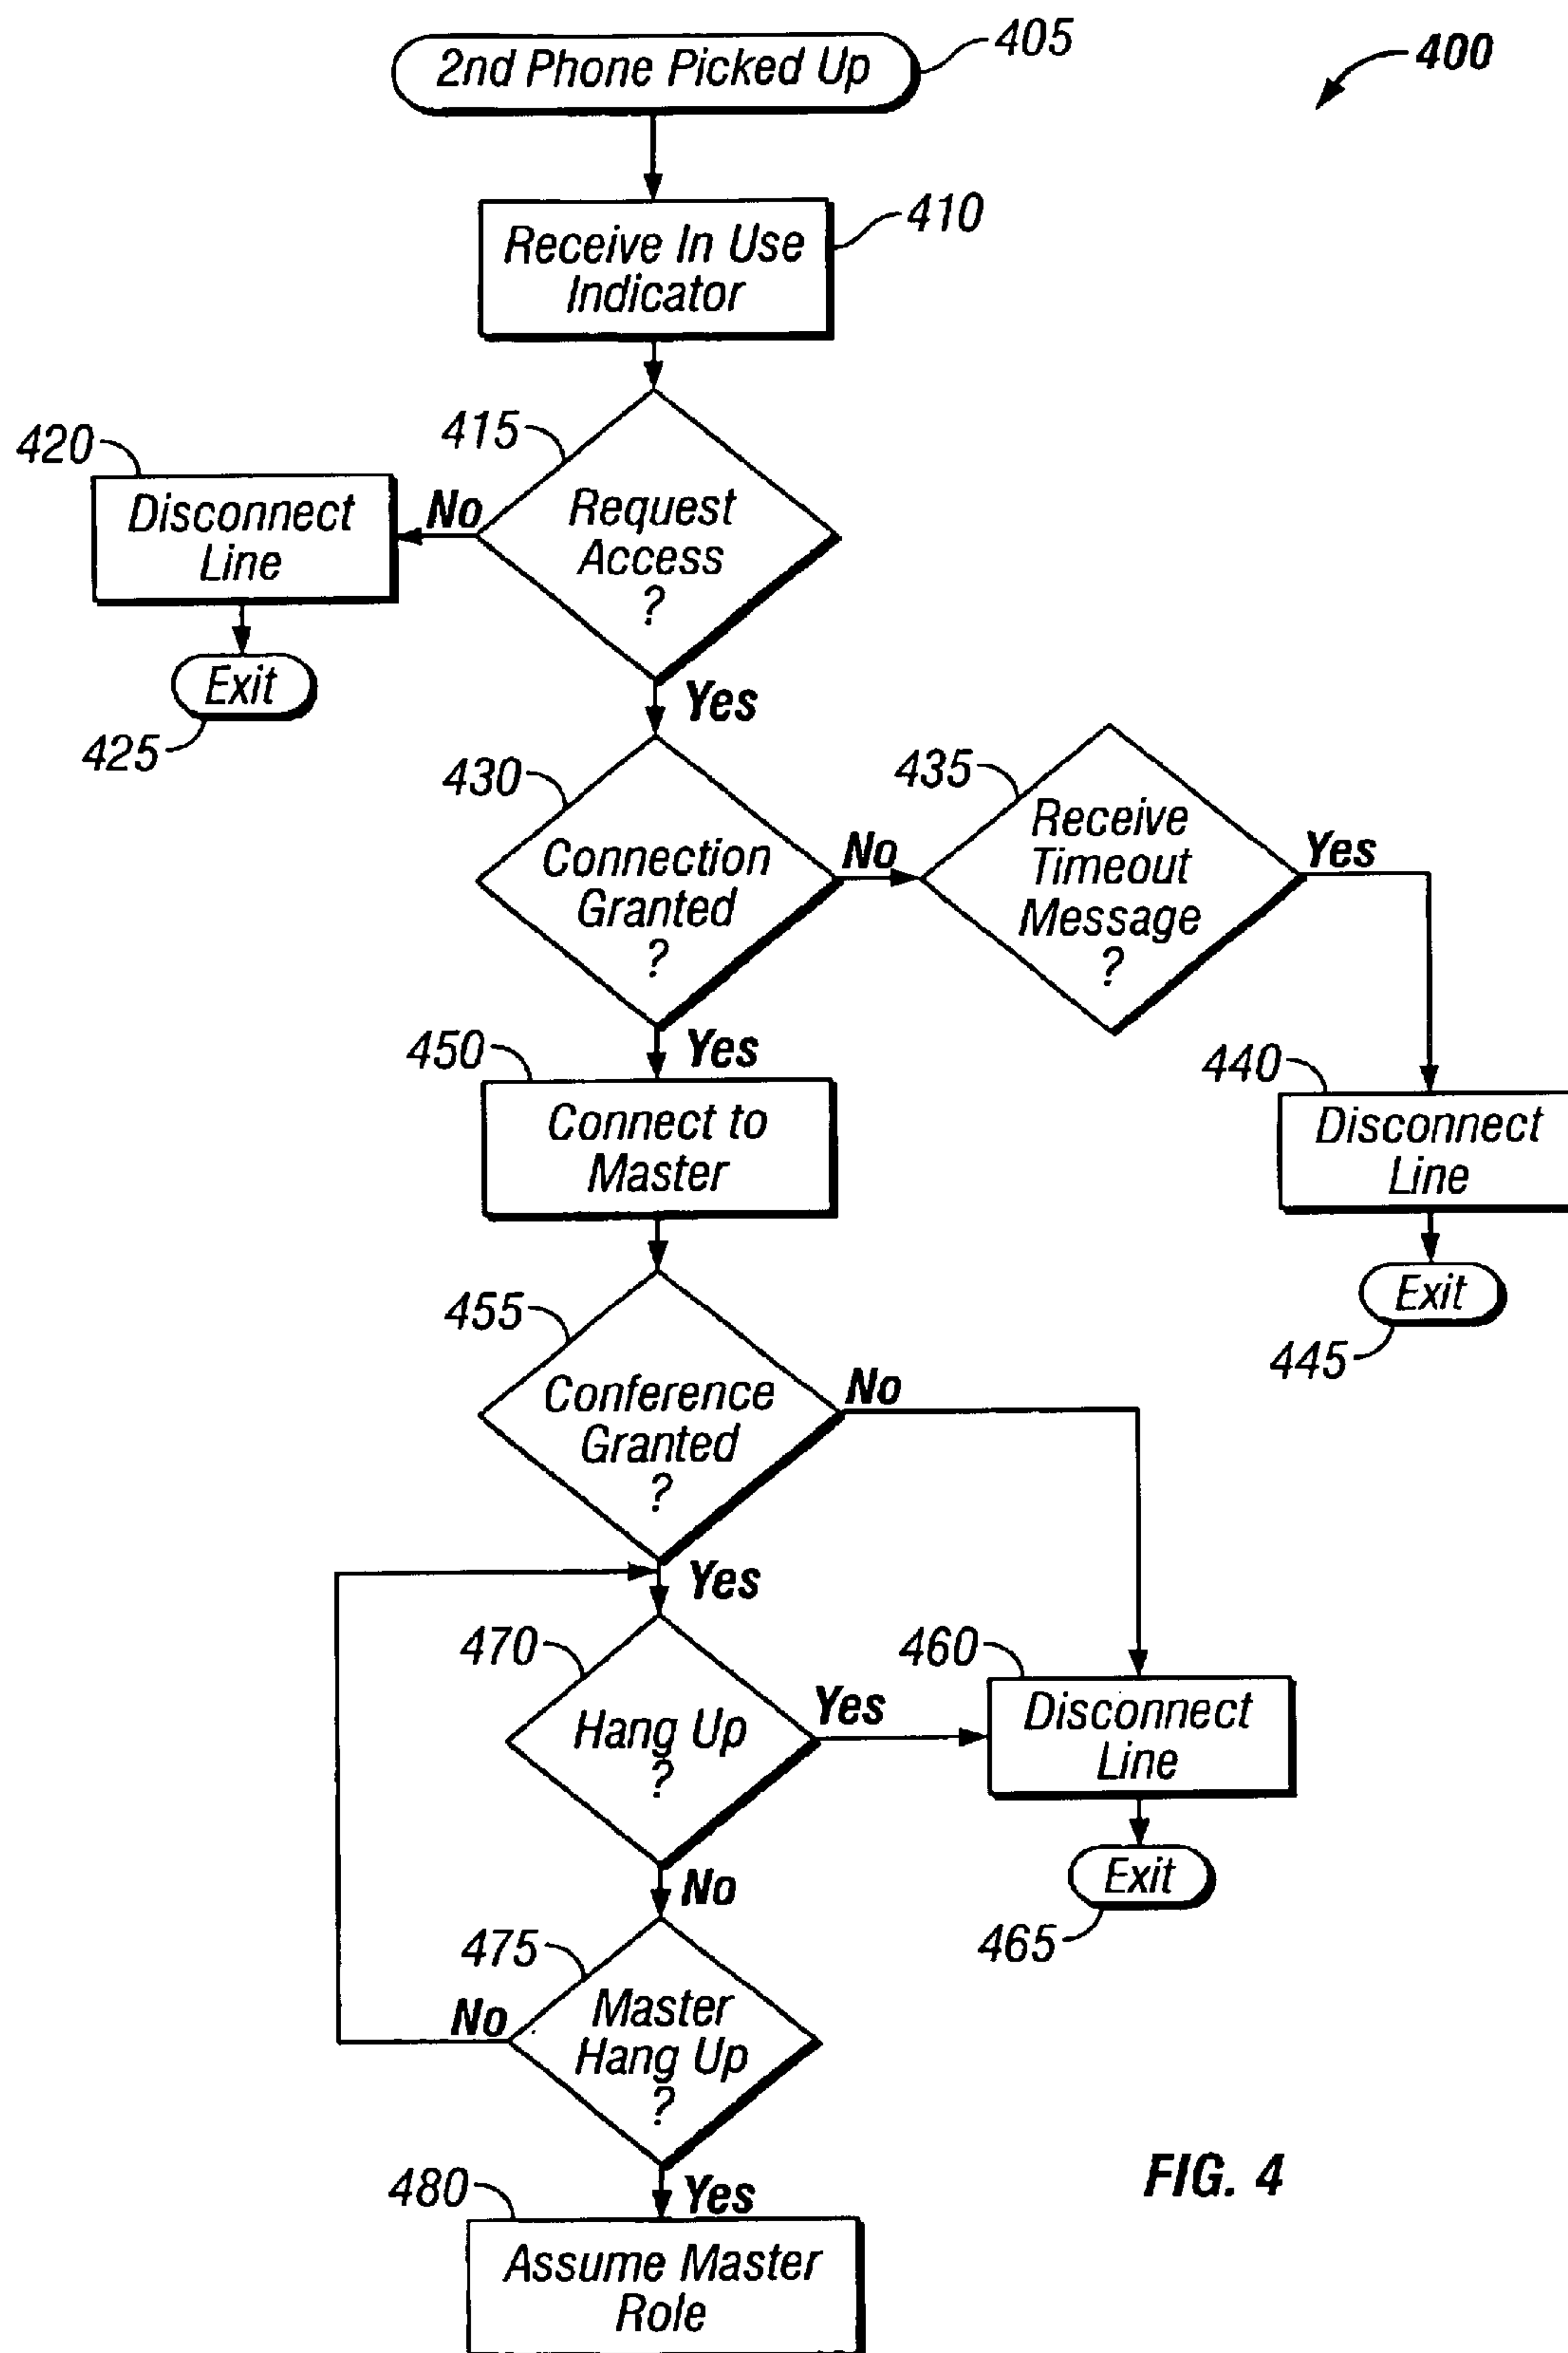 2nd Phone Picked Up
405
400
Receive In Use
Indicator
410
415
Request
Access
?
No
420
Disconnect
Line
Exit
425
Yes
430
Connection
Granted
?
No
435
Receive
Timeout
Message
?
Yes
440
Disconnect
Line
Exit
445
Yes
450
Connect to
Master
455
Conference
Granted
?
No
Yes
470
Hang Up
?
Yes
460
Disconnect
Line
Exit
465
No
475
Master
Hang Up
?
No
Yes
480
Assume Master
Role
FIG. 4